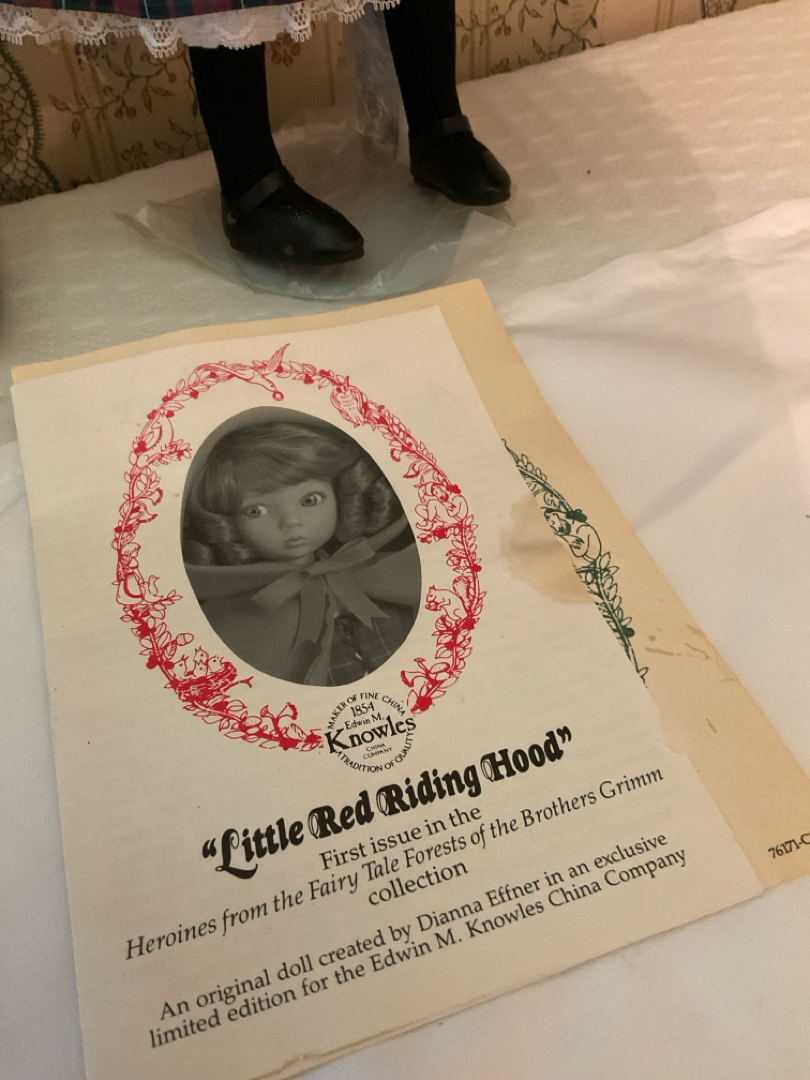 MAKER OF FINE CHINA
1854
Edwin M.
Knowles
CHINA
COMPANY
A TRADITION OF QUALITY
"Little Red Riding Hood"
First issue in the
Heroines from the Fairy Tale Forests of the Brothers Grimm
collection
An original doll created by Dianna Effner in an exclusive
limited edition for the Edwin M. Knowles China Company
76171-C